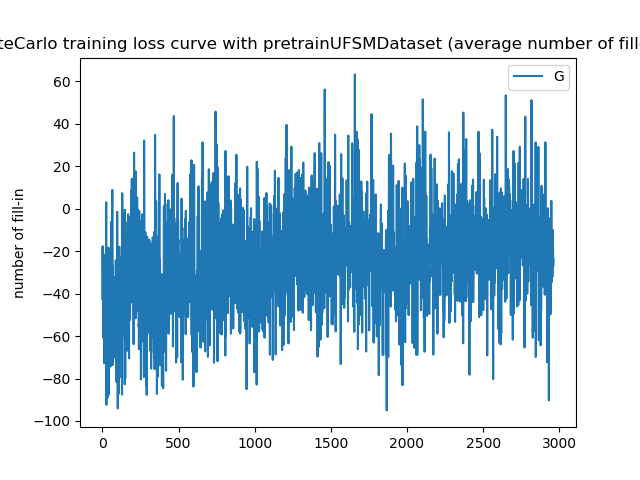 teCarlo training loss curve with pretrainUFSMDataset (average number of fill
G
number of fill-in
60
40
20
0
−20
−40
−60
−80
−100
0 500 1000 1500 2000 2500 3000